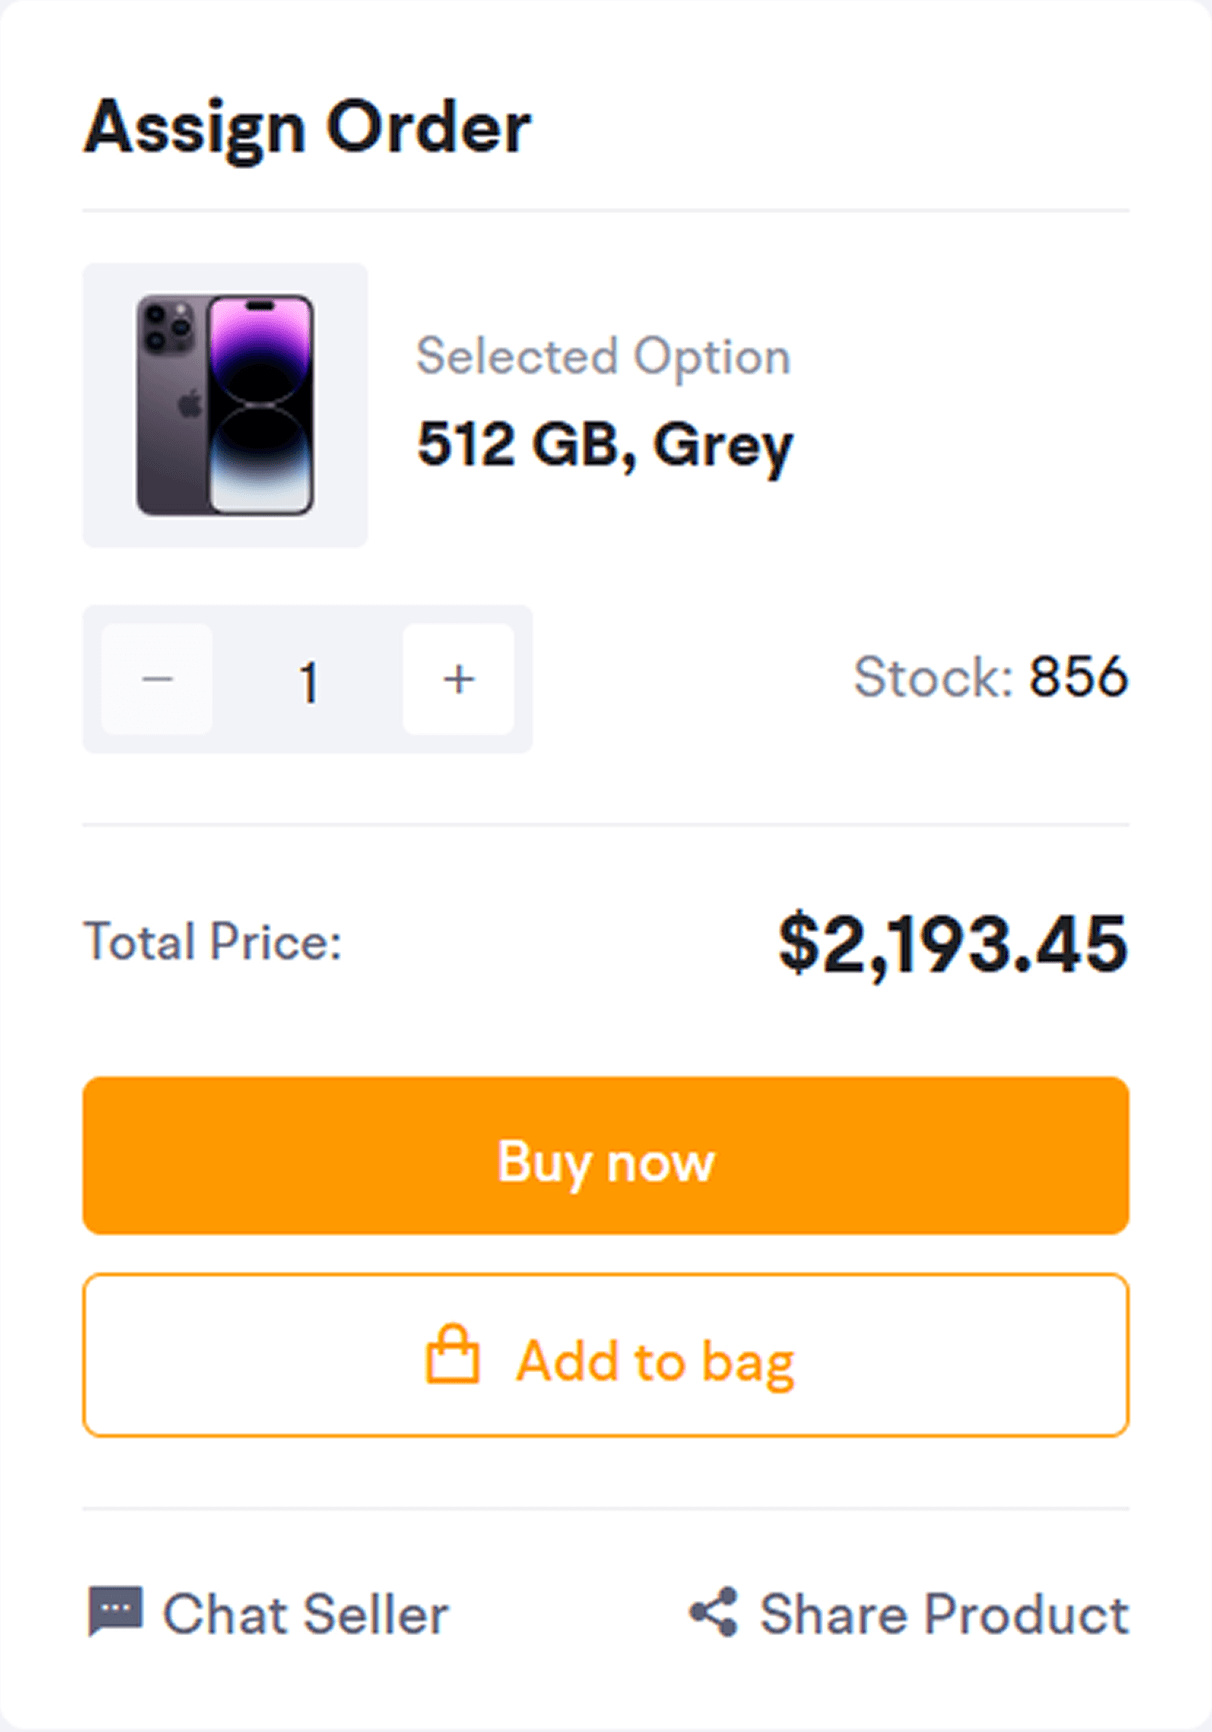 Assign Order
Selected Option
512 GB, Grey
1
Stock: 856
Total Price: $2,193.45
Buy now
Add to bag
Chat Seller
Share Product